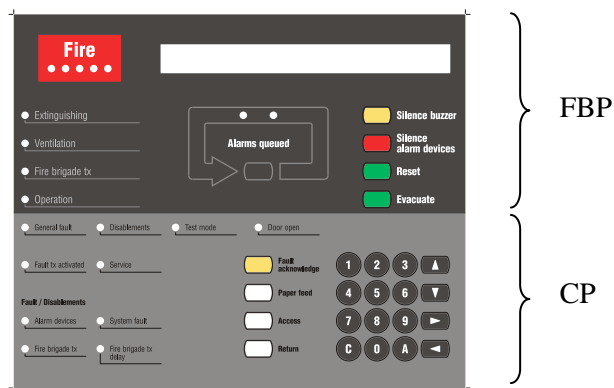 Fire
FBP
Extinguishing
Ventilation
Fire brigade tx
Operation
Alarms queued
Silence buzzer
Silence
alarm devices
Reset
Evacuate
General fault
Disablements
Test mode
Door open
Fault tx activated
Service
Fault / Disablements
Alarm devices
System fault
Fire brigade tx
Fire brigade tx
delay
Fault
acknowledge
Paper feed
Access
Return
1 2 3
4 5 6
7 8 9
C 0 A
CP